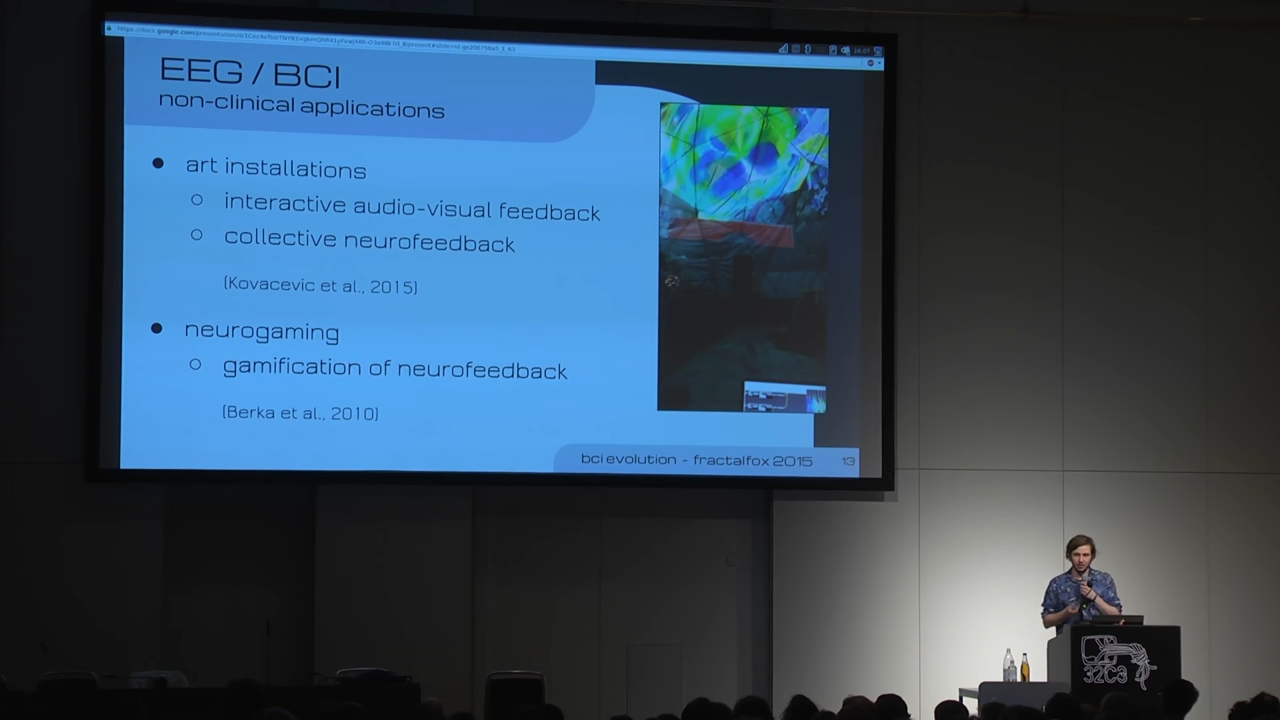 EEG / BCI
non-clinical applications
● art installations
○ interactive audio-visual feedback
○ collective neurofeedback
(Kovacevic et al., 2015)
● neurogaming
○ gamification of neurofeedback
(Berka et al., 2010)
bci evolution - fractalfox 2015 13
32C3